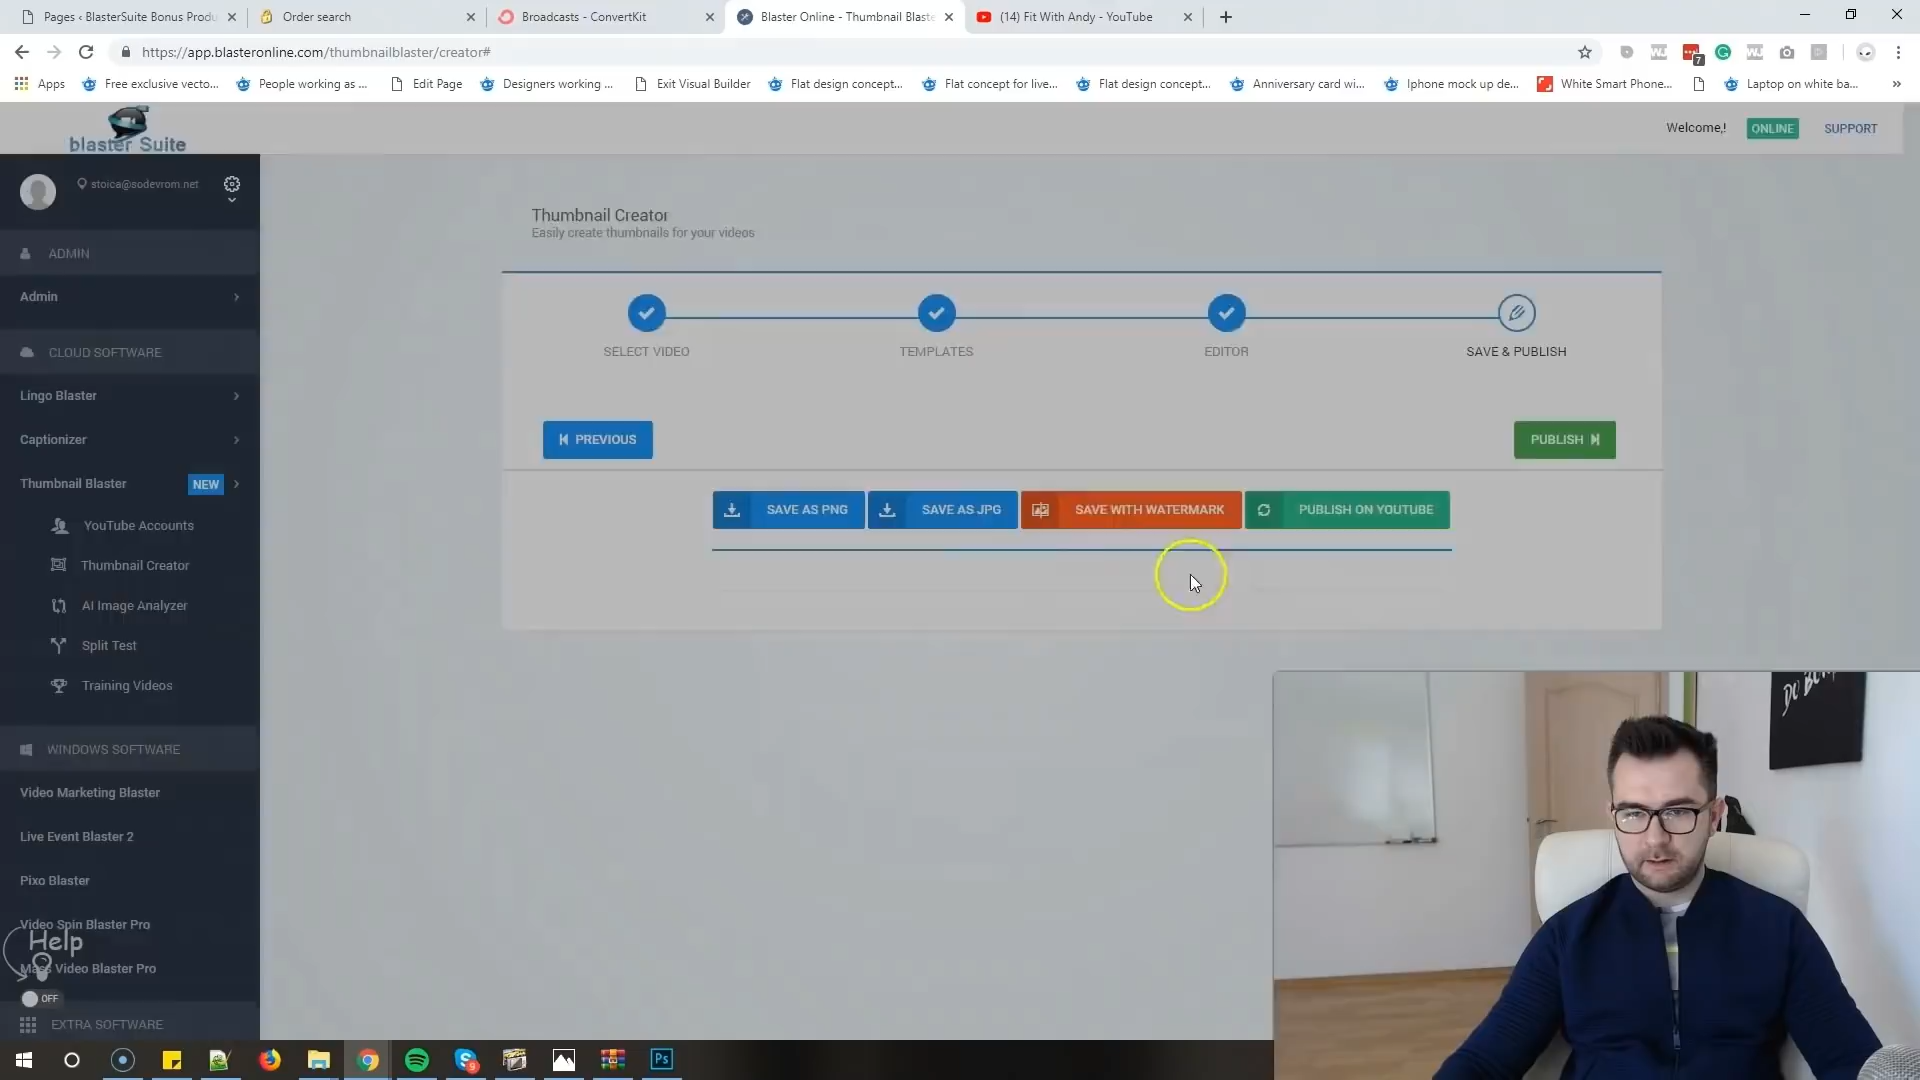 Pages ‹ BlasterSuite Bonus Produ
Order search
Broadcasts - ConvertKit
Blaster Online - Thumbnail Blaste
(14) Fit With Andy - YouTube
https://app.blasteronline.com/thumbnailblaster/creator#
7
Apps
Free exclusive vecto...
People working as ...
Edit Page
Designers working ...
Exit Visual Builder
Flat design concept...
Flat concept for live...
Flat design concept...
Anniversary card wi...
Iphone mock up de...
White Smart Phone...
Laptop on white ba...
»
blaster Suite
Welcome,!
ONLINE
SUPPORT
stoica@sodevrom.net
ADMIN
Admin
CLOUD SOFTWARE
Lingo Blaster
Captionizer
Thumbnail Blaster
NEW
YouTube Accounts
Thumbnail Creator
AI Image Analyzer
Split Test
Training Videos
WINDOWS SOFTWARE
Video Marketing Blaster
Live Event Blaster 2
Pixo Blaster
Video Spin Blaster Pro
Help
Mass Video Blaster Pro
OFF
EXTRA SOFTWARE
Thumbnail Creator
Easily create thumbnails for your videos
SELECT VIDEO
TEMPLATES
EDITOR
SAVE & PUBLISH
PREVIOUS
PUBLISH
SAVE AS PNG
SAVE AS JPG
SAVE WITH WATERMARK
PUBLISH ON YOUTUBE
Ps